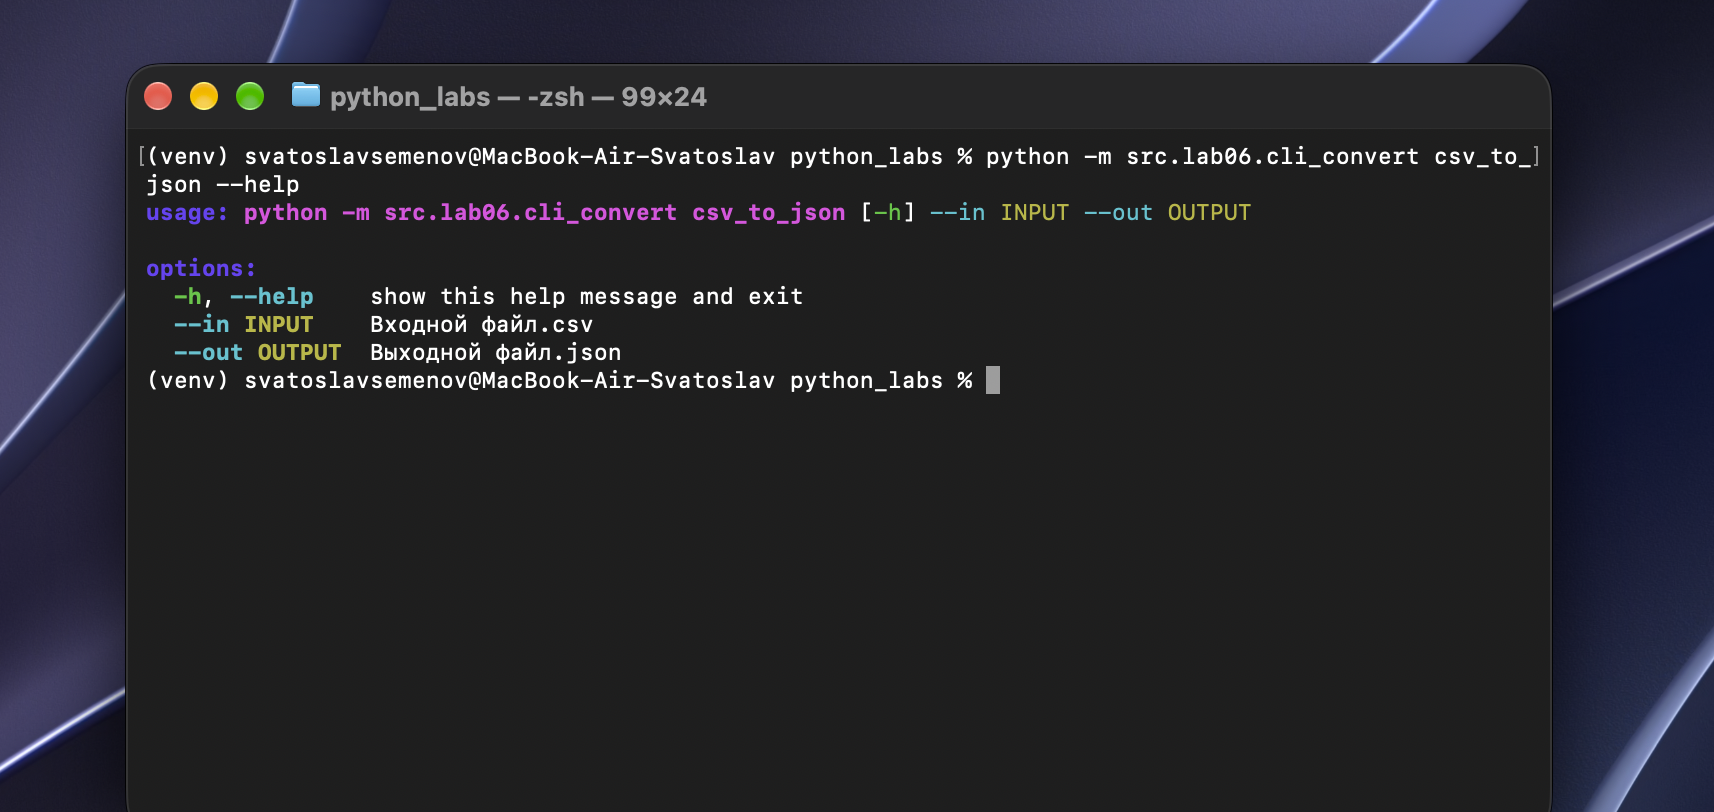 python_labs — -zsh — 99×24
[(venv) svatoslavsemenov@MacBook-Air-Svatoslav python_labs % python -m src.lab06.cli_convert csv_to_]
json --help
usage: python -m src.lab06.cli_convert csv_to_json [-h] --in INPUT --out OUTPUT
options:
-h, --help show this help message and exit
--in INPUT Входной файл.csv
--out OUTPUT Выходной файл.json
(venv) svatoslavsemenov@MacBook-Air-Svatoslav python_labs %